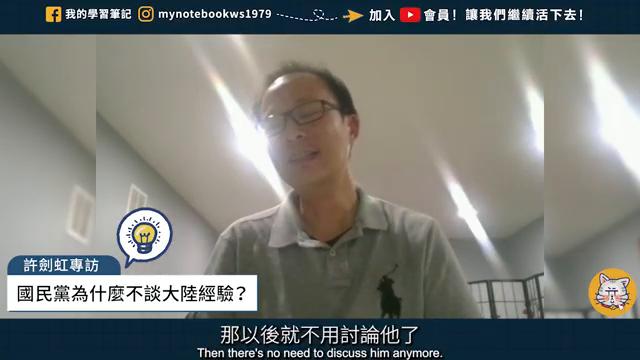 我的學習筆記 mynotebookws1979 加入 會員！讓我們繼續活下去！
許劍虹專訪
國民黨為什麼不談大陸經驗？
那以後就不用討論他了
Then there's no need to discuss him anymore.